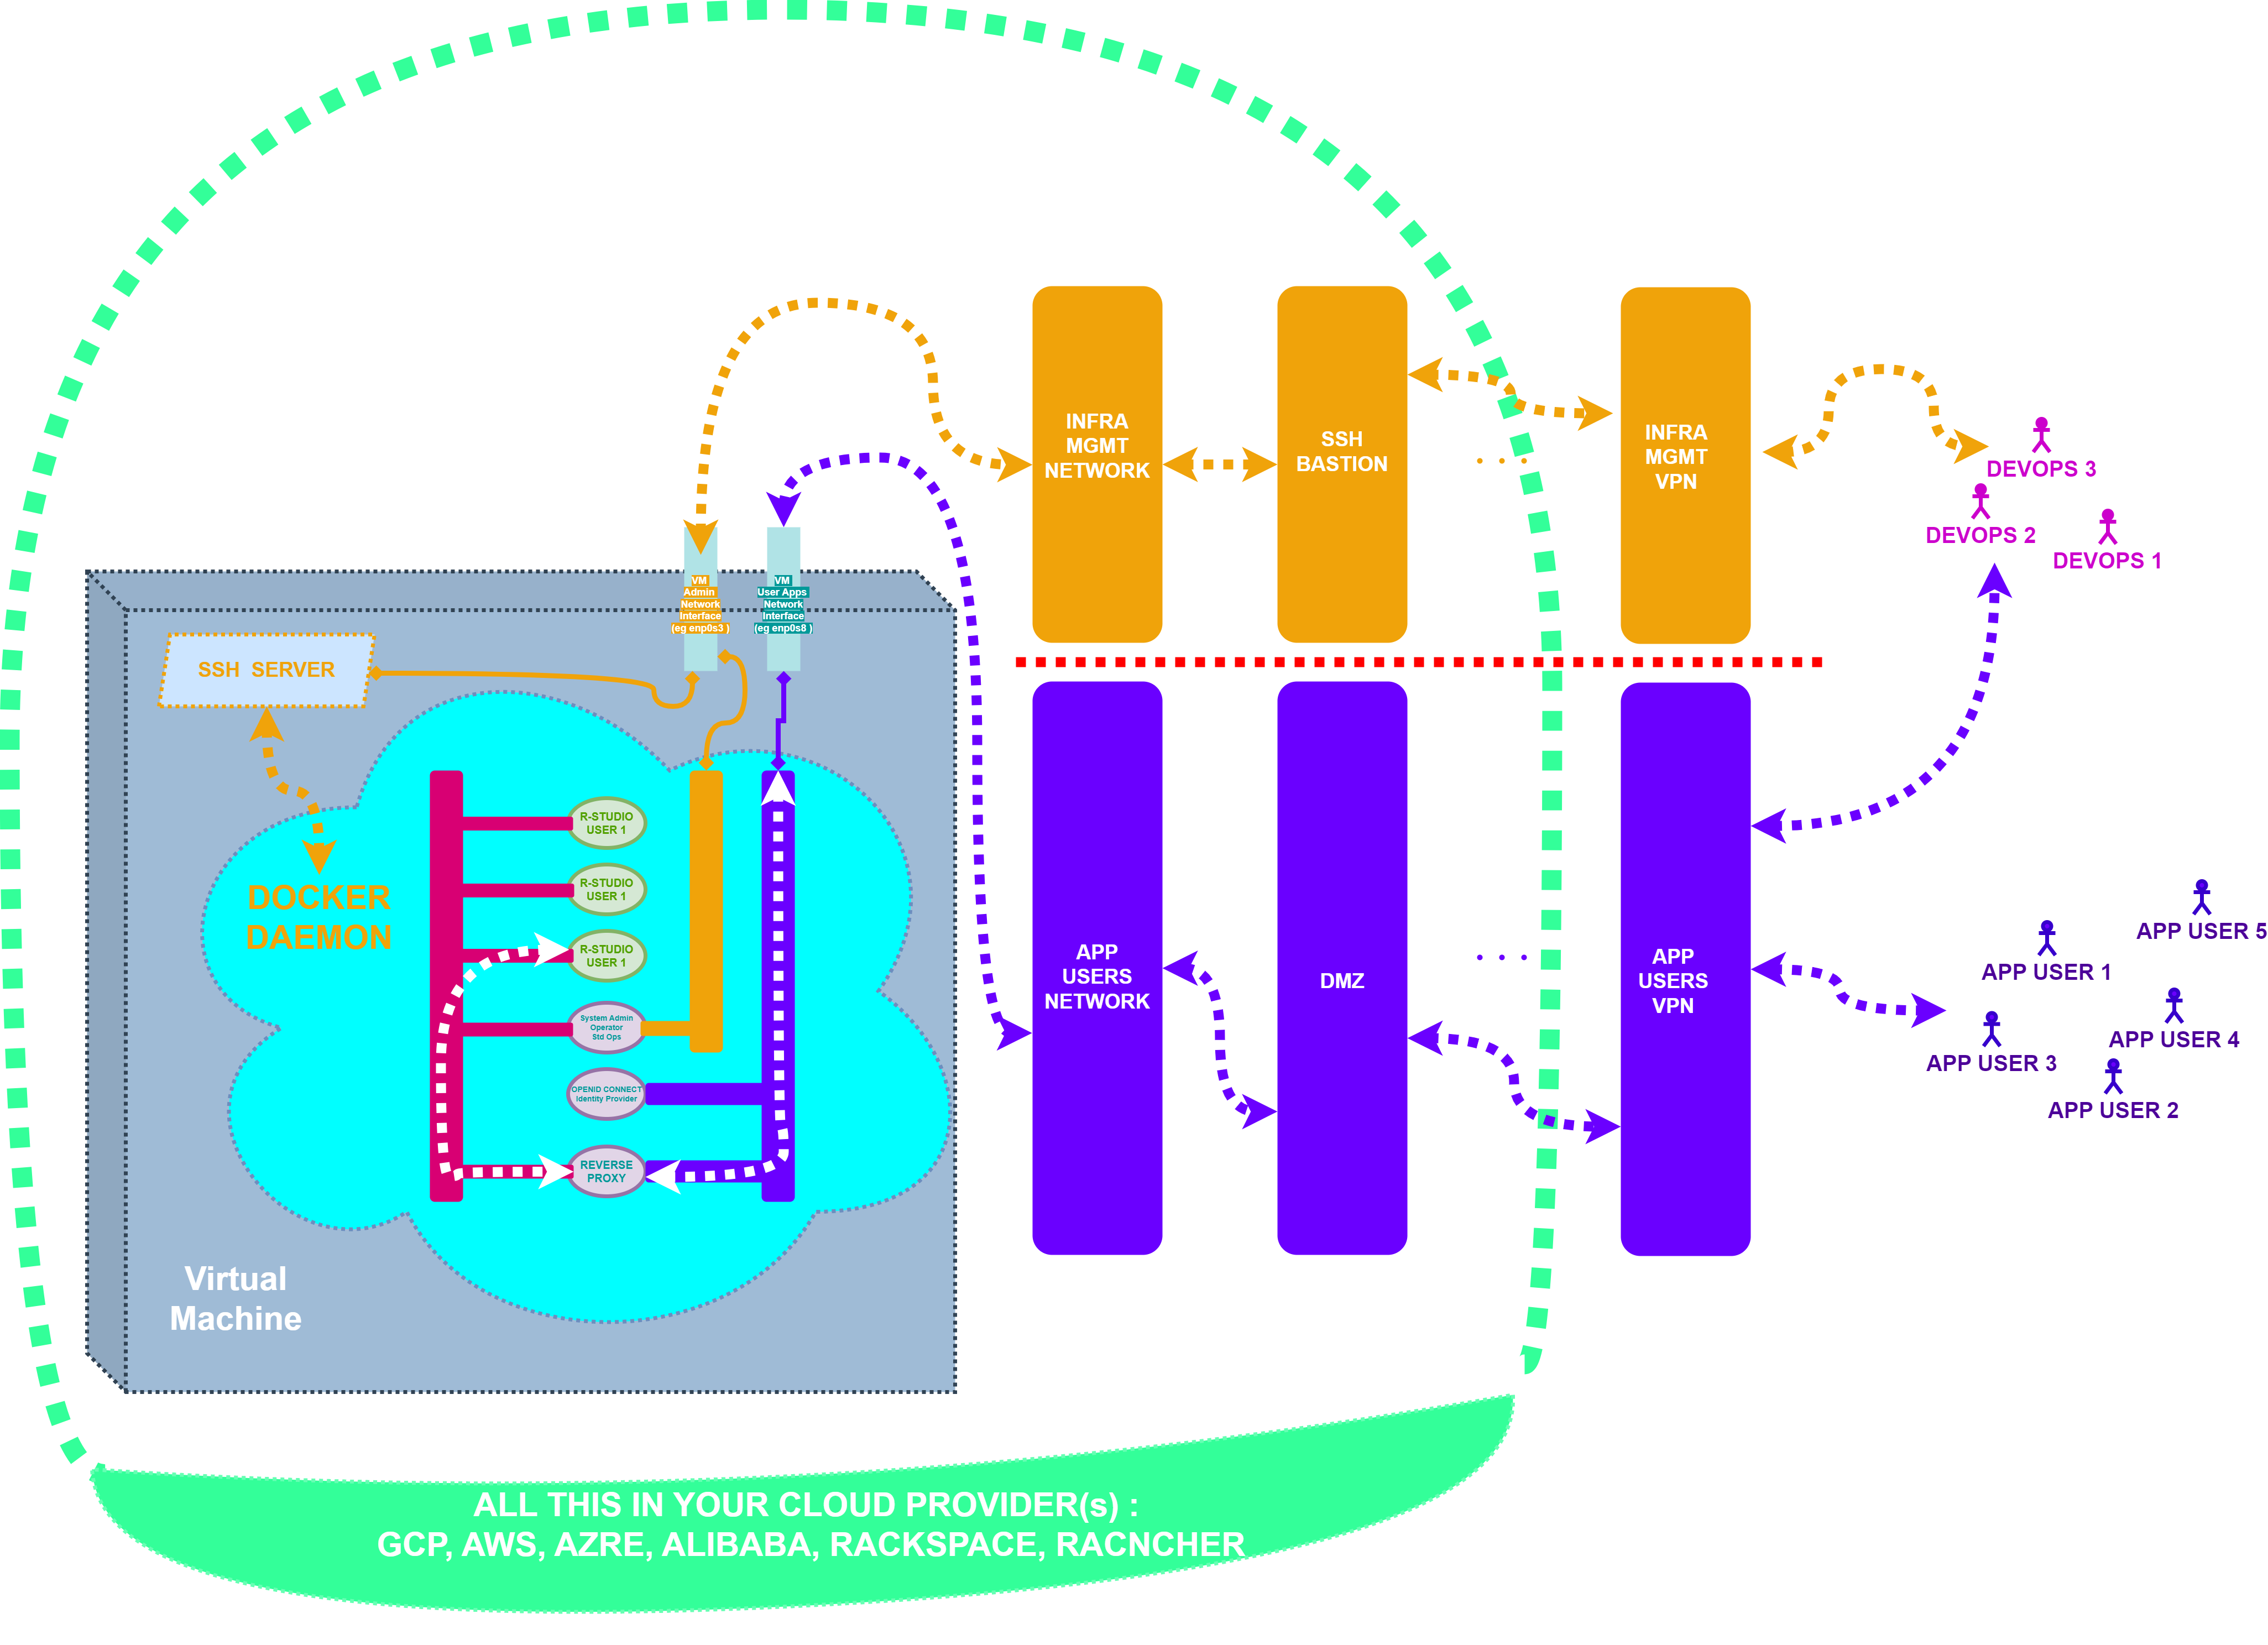 INFRA
MGMT
NETWORK
SSH
BASTION
INFRA
MGMT
VPN
DEVOPS 3
DEVOPS 2
DEVOPS 1
VM
Admin
Network
Interface
(eg enp0s3 )
VM
User Apps
Network
Interface
(eg enp0s8 )
SSH  SERVER
R-STUDIO
USER 1
R-STUDIO
USER 1
R-STUDIO
USER 1
DOCKER
DAEMON
System Admin
Operator
Std Ops
OPENID CONNECT
Identity Provider
REVERSE
PROXY
APP
USERS
NETWORK
DMZ
APP
USERS
VPN
APP USER 5
APP USER 1
APP USER 4
APP USER 3
APP USER 2
Virtual
Machine
ALL THIS IN YOUR CLOUD PROVIDER(s) :
GCP, AWS, AZRE, ALIBABA, RACKSPACE, RACNCHER